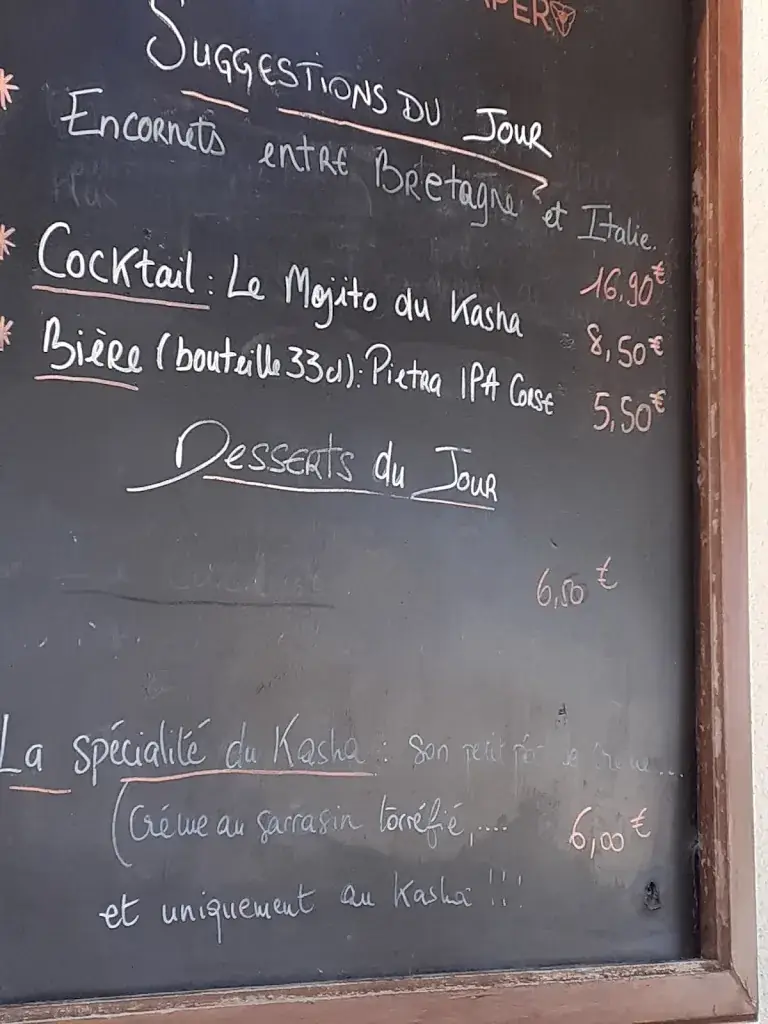 SUGGESTIONS DU JOUR
* Encornets entre Bretagne et Italie.
16,90€
* Cocktail : Le Mojito du Kasha 8,50€
* Bière (bouteille 33cl) : Pietra IPA Corse 5,50€
Desserts du Jour
6,50 €
La spécialité du Kasha : Son petit
(Crème au sarrasin torréfié,.... 6,00€
et uniquement au Kasha !!!